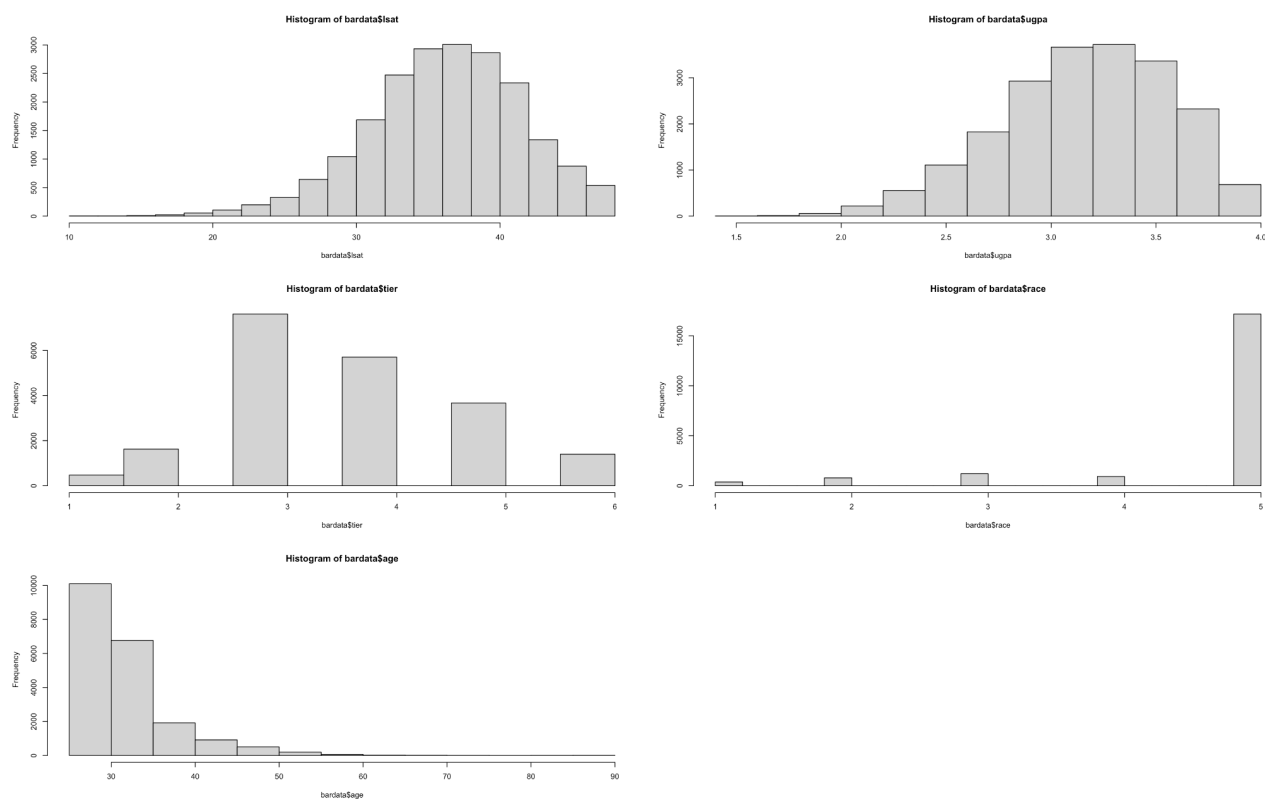 Histogram of bardata$lsat
Frequency
0 500 1000 1500 2000 2500 3000
10 20 30 40
bardata$lsat
Histogram of bardata$ugpa
Frequency
0 1000 2000 3000
1.5 2.0 2.5 3.0 3.5 4.0
bardata$ugpa
Histogram of bardata$tier
Frequency
0 2000 4000 6000
1 2 3 4 5 6
bardata$tier
Histogram of bardata$race
Frequency
0 5000 10000 15000
1 2 3 4 5
bardata$race
Histogram of bardata$age
Frequency
0 2000 4000 6000 8000 10000
30 40 50 60 70 80 90
bardata$age